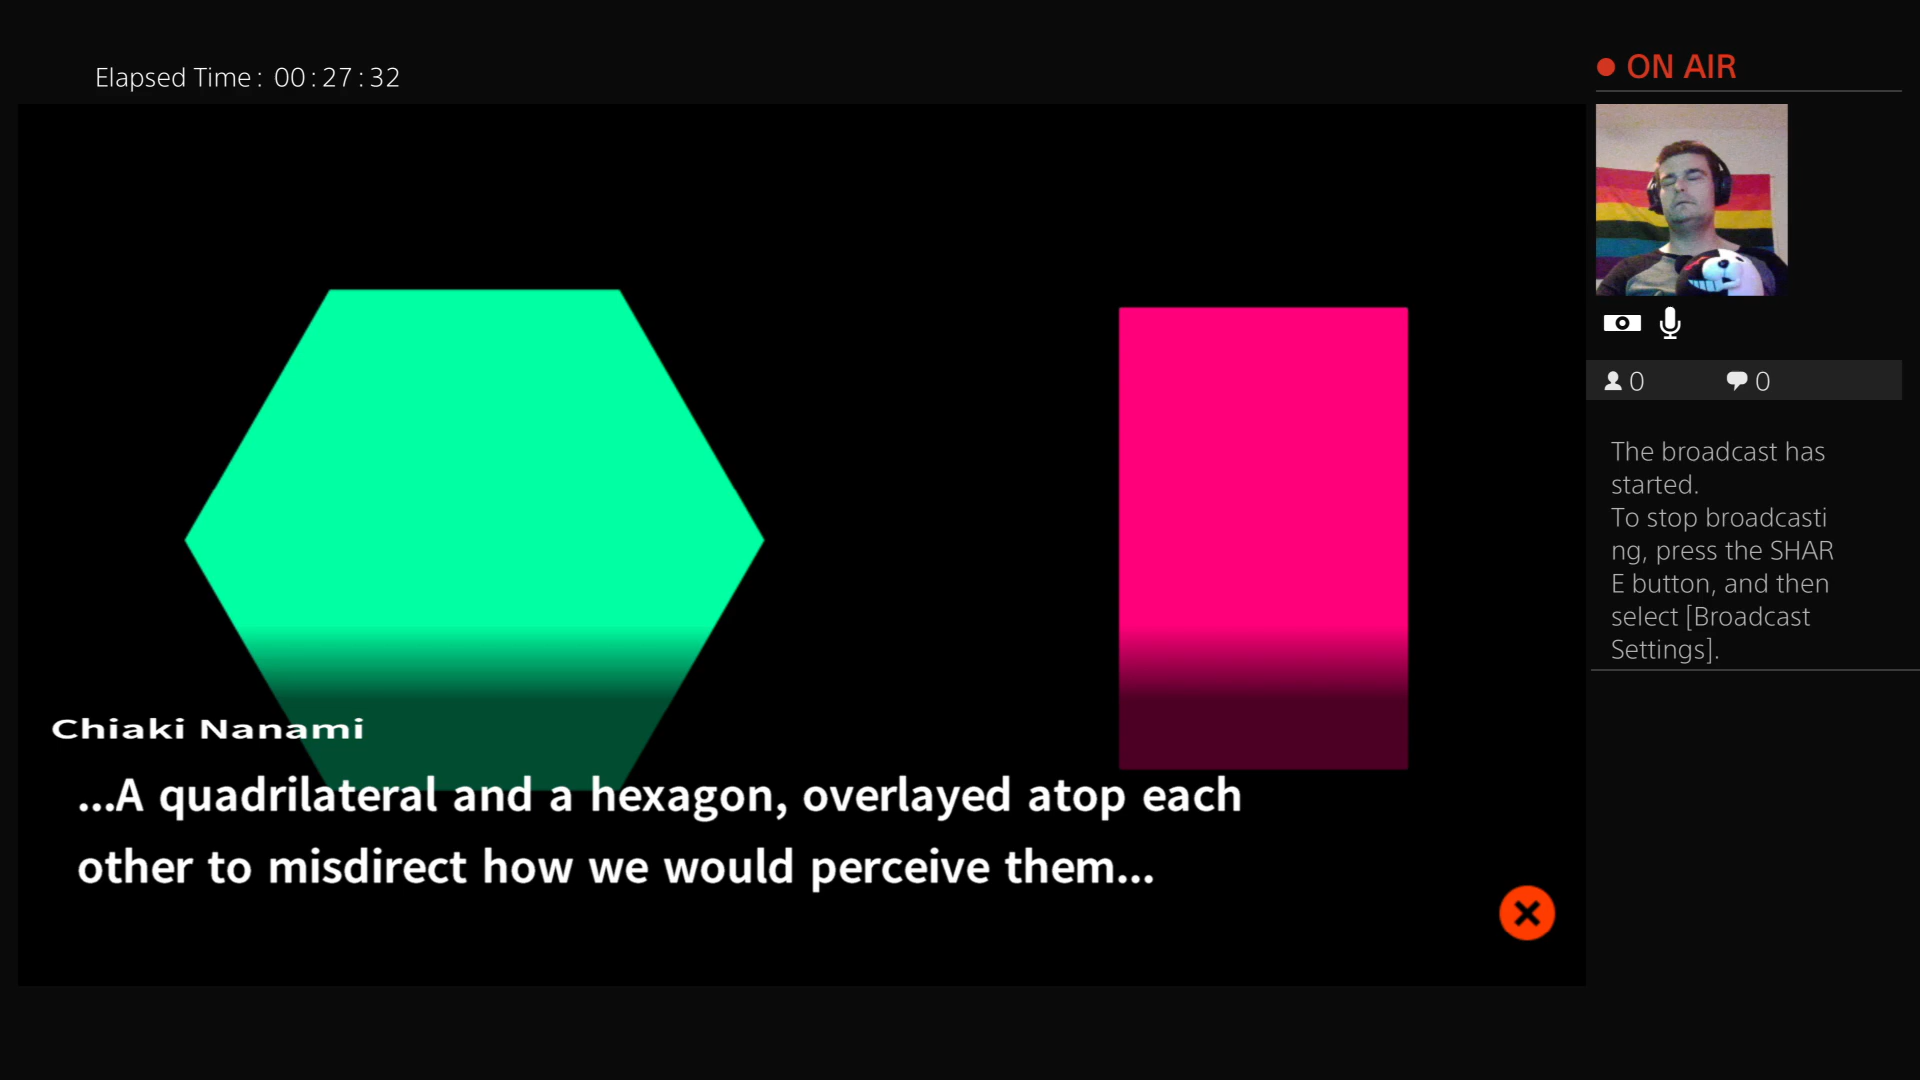 Elapsed Time: 00:27:32
ON AIR
0 0
The broadcast has
started.
To stop broadcasti
ng, press the SHAR
E button, and then
select [Broadcast
Settings].
Chiaki Nanami
...A quadrilateral and a hexagon, overlayed atop each
other to misdirect how we would perceive them...